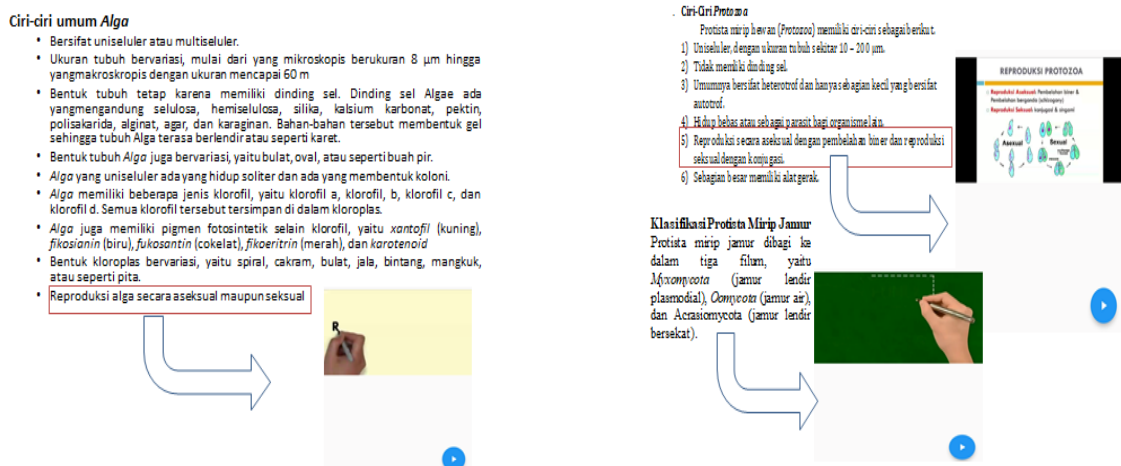 Ciri-ciri umum Alga
• Bersifat uniseluler atau multiseluler.
• Ukuran tubuh bervariasi, mulai dari yang mikroskopis berukuran 8 µm hingga
yangmakroskropis dengan ukuran mencapai 60 m
• Bentuk tubuh tetap karena memiliki dinding sel. Dinding sel Algae ada
yangmengandung selulosa, hemiselulosa, silika, kalsium karbonat, pektin,
polisakarida, alginat, agar, dan karaginan. Bahan-bahan tersebut membentuk gel
sehingga tubuh Alga terasa berlendir atau seperti karet.
• Bentuk tubuh Alga juga bervariasi, yaitu bulat, oval, atau seperti buah pir.
• Alga yang uniseluler ada yang hidup soliter dan ada yang membentuk koloni.
• Alga memiliki beberapa jenis klorofil, yaitu klorofil a, klorofil, b, klorofil c, dan
klorofil d. Semua klorofil tersebut tersimpan di dalam kloroplas.
• Alga juga memiliki pigmen fotosintetik selain klorofil, yaitu xantofil (kuning),
fikosianin (biru), fukosantin (cokelat), fikoeritrin (merah), dan karotenoid
• Bentuk kloroplas bervariasi, yaitu spiral, cakram, bulat, jala, bintang, mangkuk,
atau seperti pita.
• Reproduksi alga secara aseksual maupun seksual
R
. Ciri-Ciri Protozoa
Protista mirip hewan (Protozoa) memiliki ciri-ciri sebagai berikut.
1) Uniseluler, dengan ukuran tubuh sekitar 10 – 200 µm.
2) Tidak memiliki dinding sel.
3) Umumnya bersifat heterotrof dan hanya sebagian kecil yang bersifat
autotrof.
4) Hidup bebas atau sebagai parasit bagi organisme lain.
5) Reproduksi secara aseksual dengan pembelahan biner dan reproduksi
seksual dengan konjugasi.
6) Sebagian besar memiliki alat gerak.
REPRODUKSI PROTOZOA
Reproduksi Aseksual: Pembelahan biner &
Pembelahan berganda (schizogony)
Reproduksi Seksual: konjugasi & singami
Aseksual
Sexual
Klasifikasi Protista Mirip Jamur
Protista mirip jamur dibagi ke
dalam tiga filum, yaitu
Myxomycota (jamur lendir
plasmodial), Oomycota (jamur air),
dan Acrasiomycota (jamur lendir
bersekat).